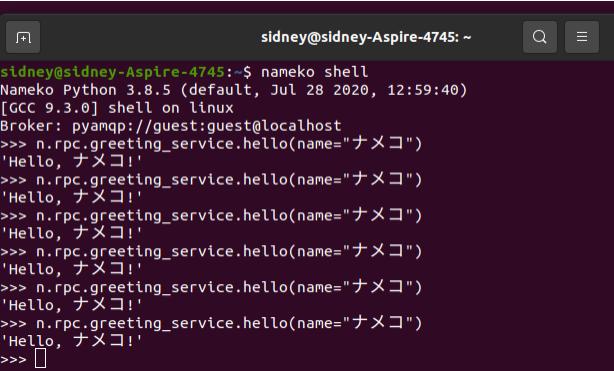 sidney@sidney-Aspire-4745: ~
sidney@sidney-Aspire-4745:~$ nameko shell
Nameko Python 3.8.5 (default, Jul 28 2020, 12:59:40)
[GCC 9.3.0] shell on linux
Broker: pyamqp://guest:guest@localhost
>>> n.rpc.greeting_service.hello(name="ナメコ")
'Hello, ナメコ!'
>>> n.rpc.greeting_service.hello(name="ナメコ")
'Hello, ナメコ!'
>>> n.rpc.greeting_service.hello(name="ナメコ")
'Hello, ナメコ!'
>>> n.rpc.greeting_service.hello(name="ナメコ")
'Hello, ナメコ!'
>>> n.rpc.greeting_service.hello(name="ナメコ")
'Hello, ナメコ!'
>>> n.rpc.greeting_service.hello(name="ナメコ")
'Hello, ナメコ!'
>>>